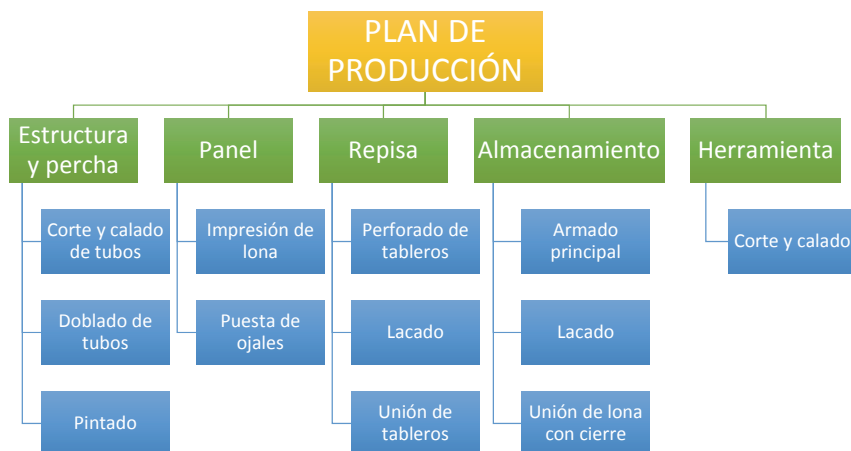 PLAN DE
PRODUCCIÓN
Estructura
y percha
Panel
Repisa
Almacenamiento
Herramienta
Corte y calado
de tubos
Impresión de
lona
Perforado de
tableros
Armado
principal
Corte y calado
Doblado de
tubos
Puesta de
ojales
Lacado
Lacado
Pintado
Unión de
tableros
Unión de lona
con cierre